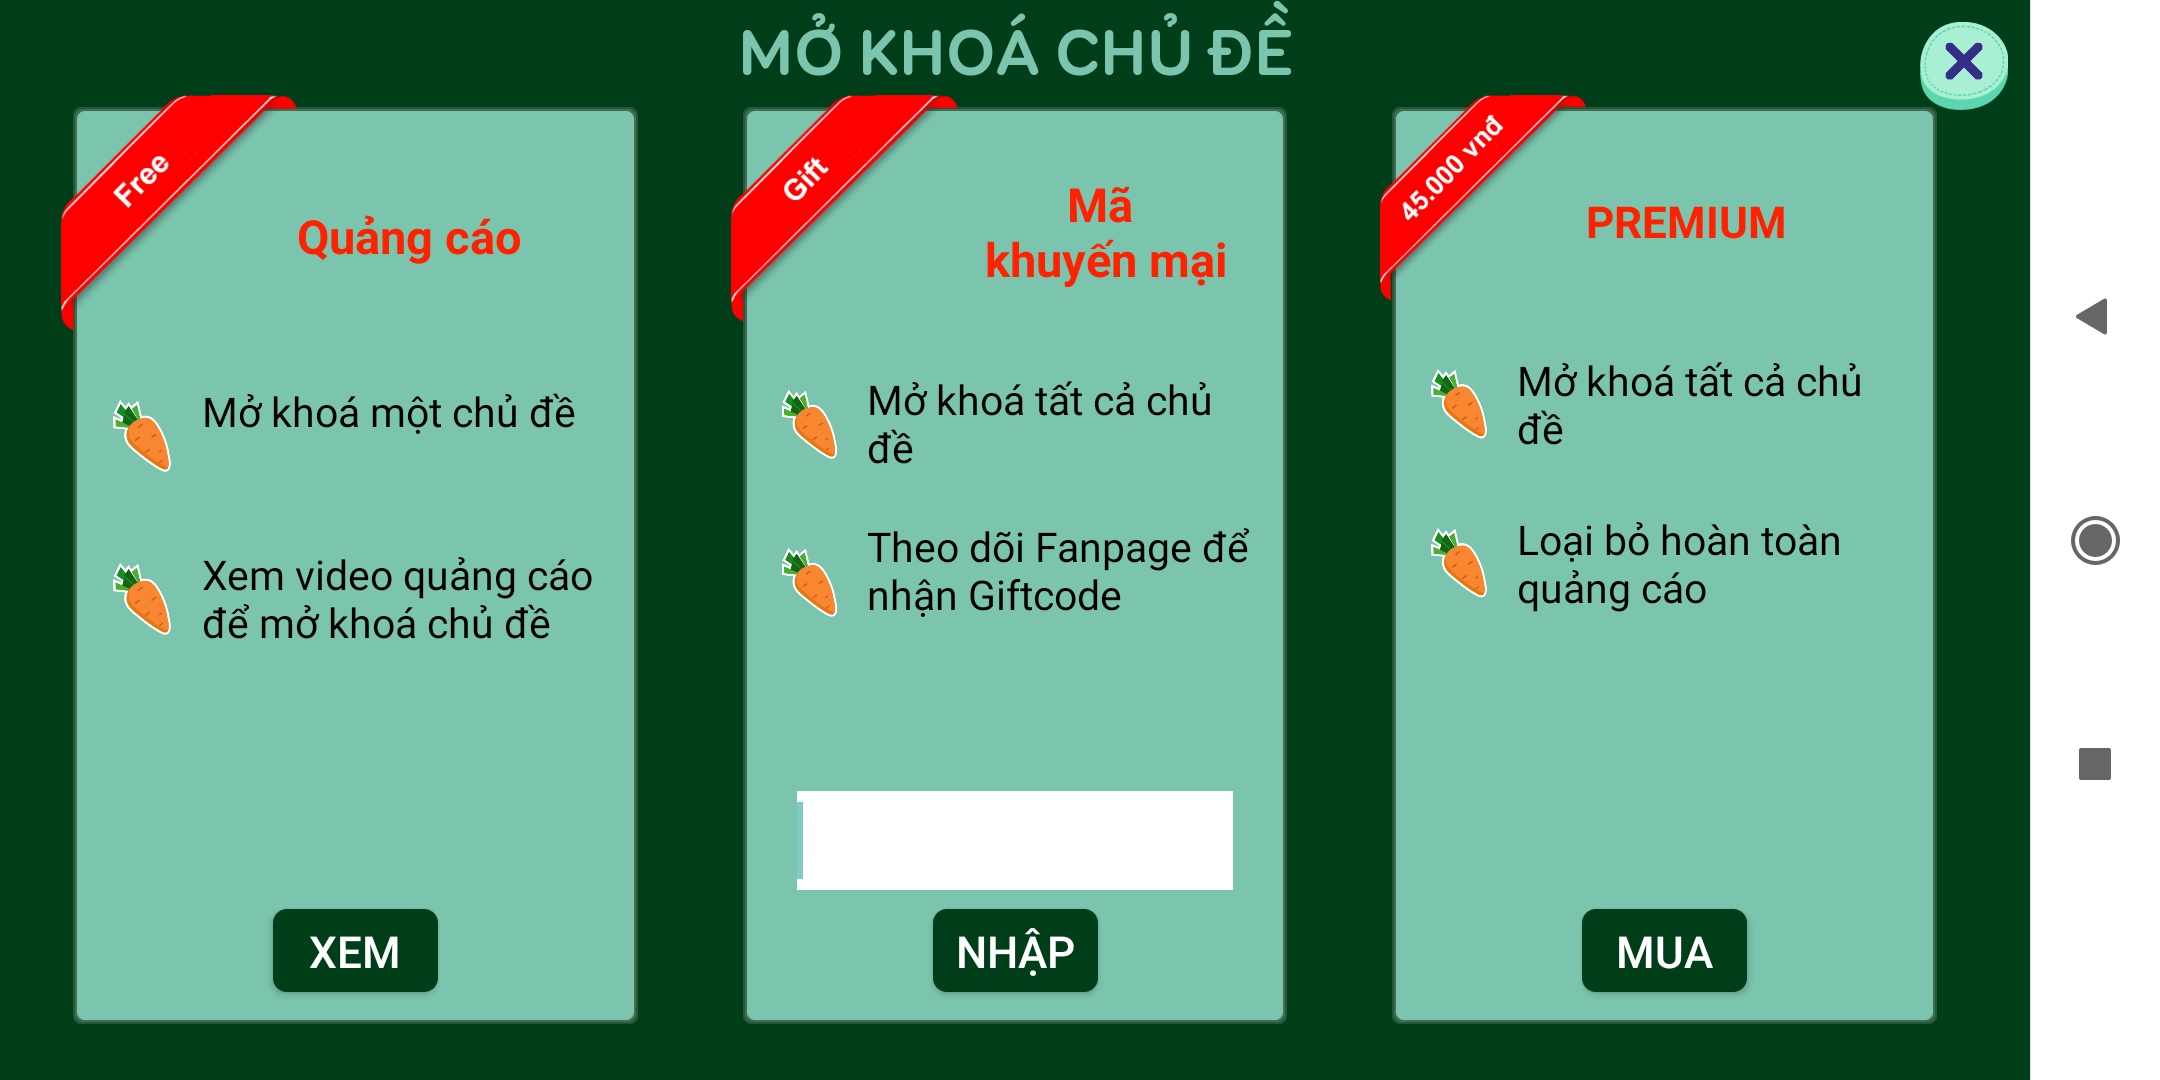 MỞ KHOÁ CHỦ ĐỀ
Free
Quảng cáo
Mở khoá một chủ đề
Xem video quảng cáo
để mở khoá chủ đề
XEM
Gift
Mã
khuyến mại
Mở khoá tất cả chủ
đề
Theo dõi Fanpage để
nhận Giftcode
NHẬP
45.000 vnđ
PREMIUM
Mở khoá tất cả chủ
đề
Loại bỏ hoàn toàn
quảng cáo
MUA